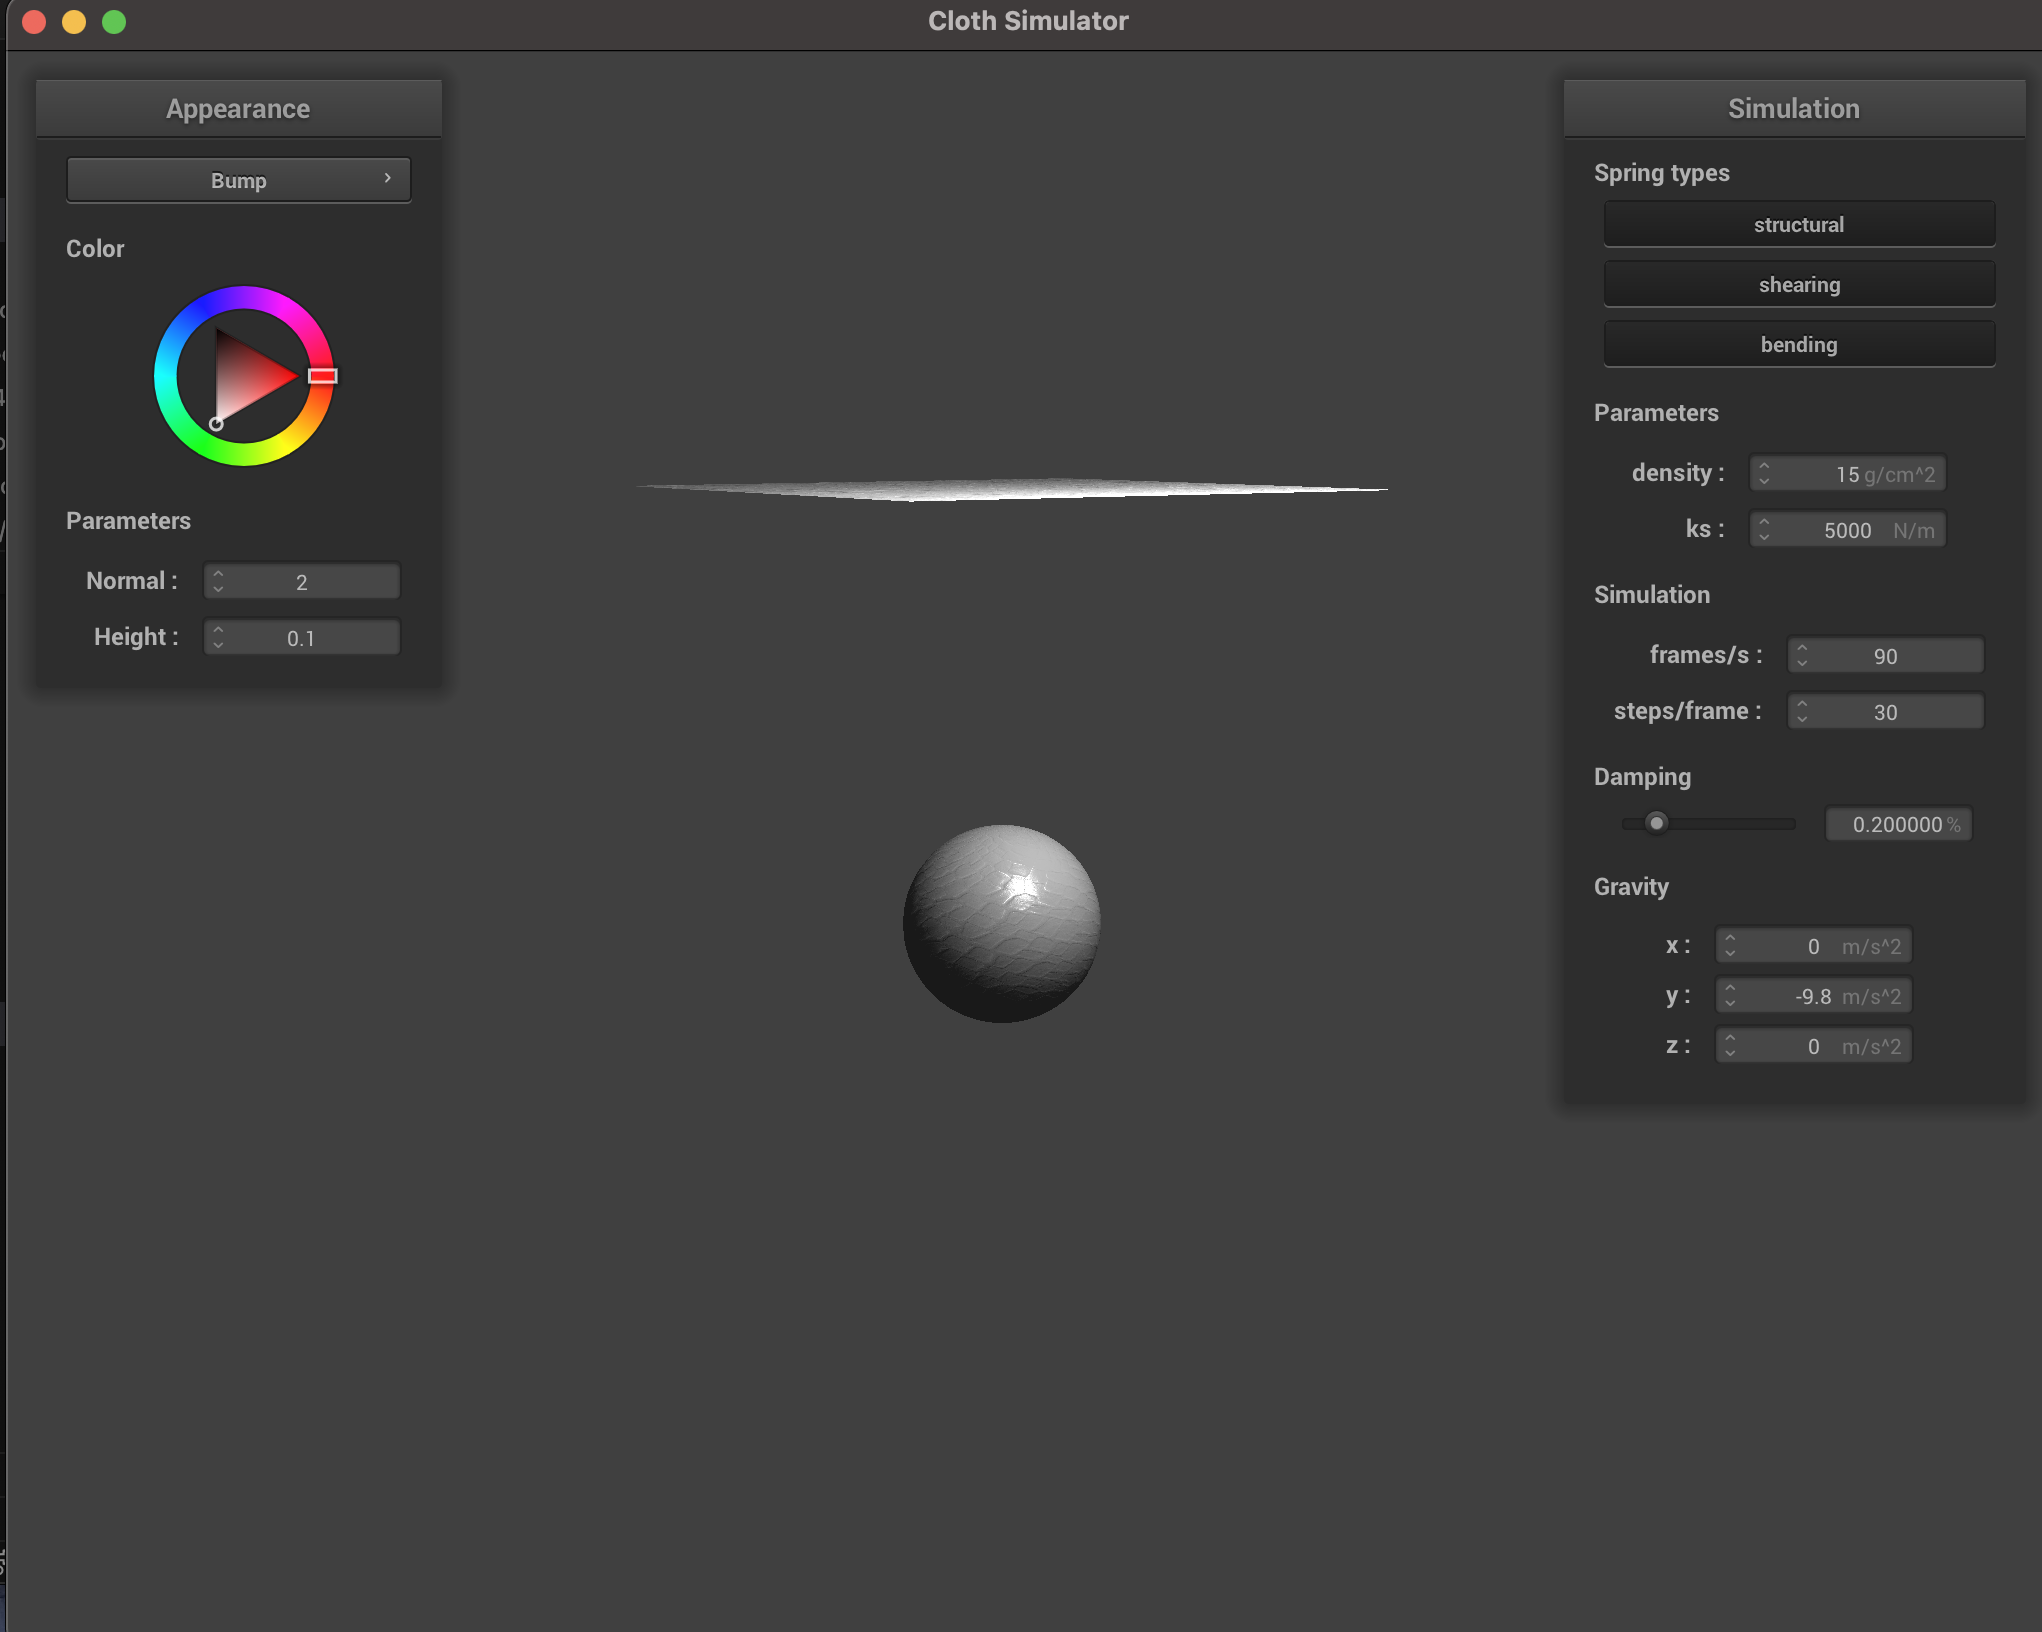 Cloth Simulator
Appearance
Bump
Color
Parameters
Normal : 2
Height : 0.1
Simulation
Spring types
structural
shearing
bending
Parameters
density : 15 g/cm^2
ks : 5000 N/m
Simulation
frames/s : 90
steps/frame : 30
Damping
0.200000 %
Gravity
x : 0 m/s^2
y : -9.8 m/s^2
z : 0 m/s^2